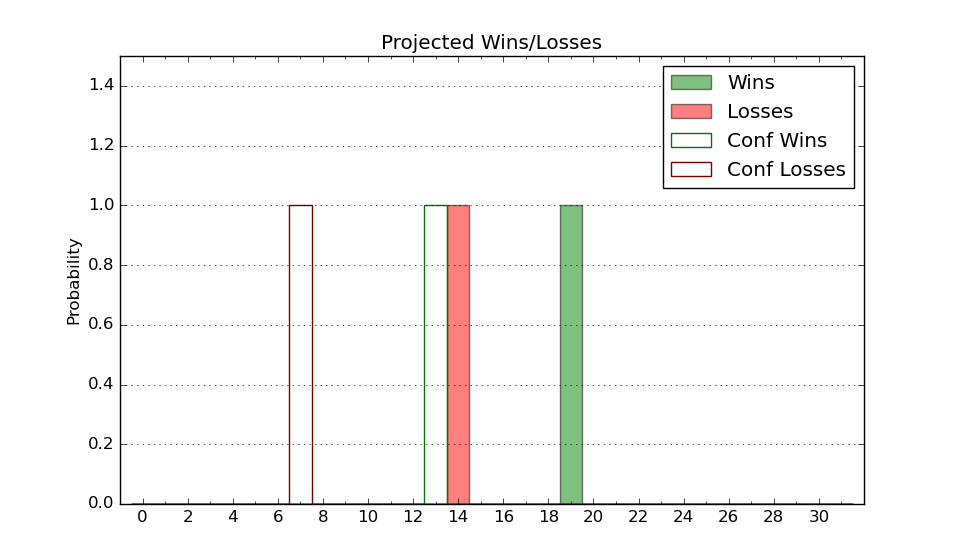 Projected Wins/Losses
1.4
1.2
1.0
0.8
0.6
0.4
0.2
0.0
Probability
Wins
Losses
Conf Wins
Conf Losses
0 2 4 6 8 10 12 14 16 18 20 22 24 26 28 30